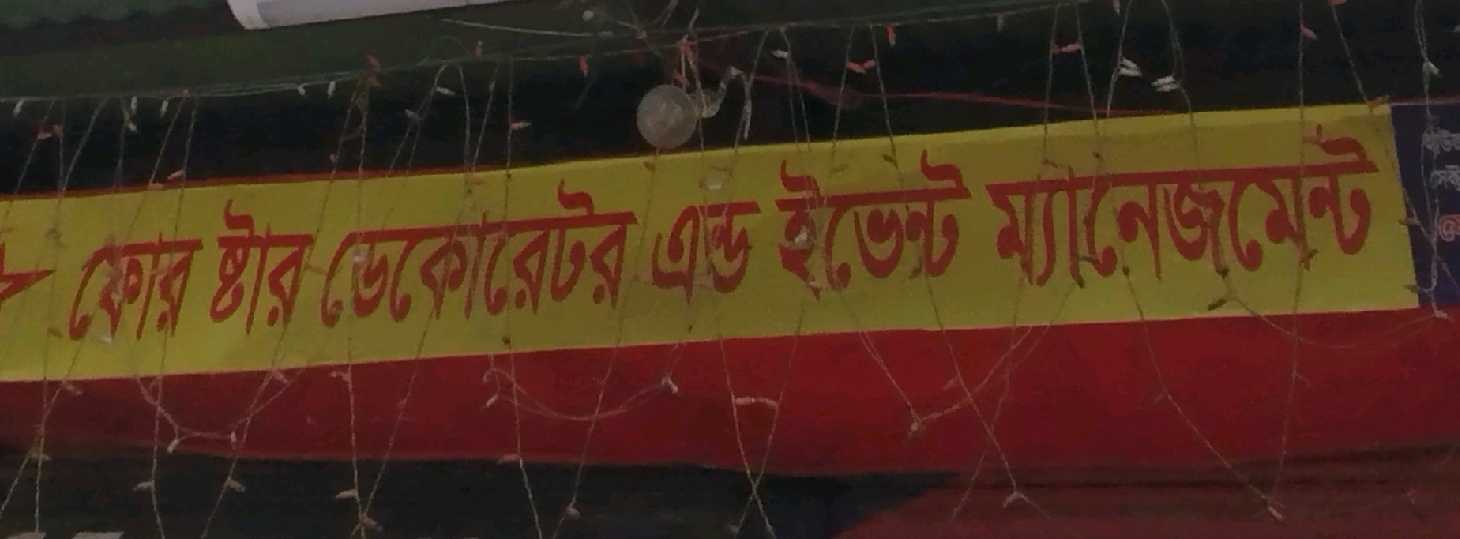 ফোর ষ্টার ডেকোরেটর এন্ড ইভেন্ট ম্যানেজমেন্ট